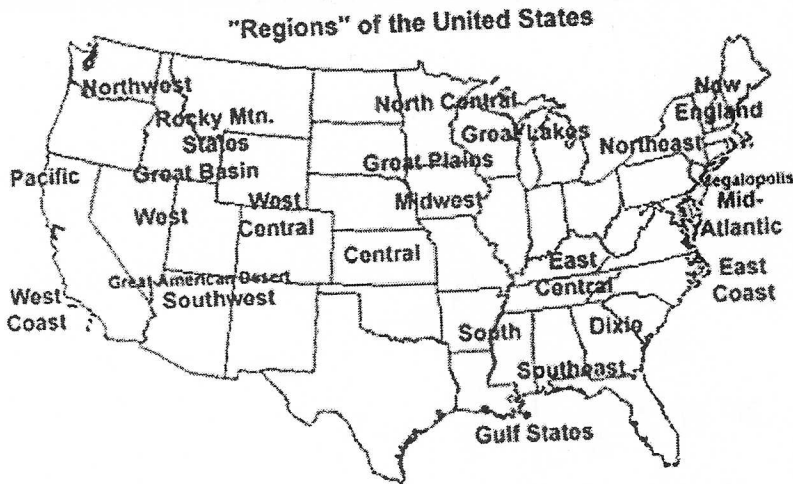 "Regions" of the United States
Northwest
North Central
New
England
Rocky Mtn.
States
Great Lakes
Northeast
Pacific
Great Basin
Great Plains
Megalopolis
West
West
Central
Midwest
Mid-
Atlantic
Central
East
Central
East
Coast
Great American Desert
Southwest
West
Coast
South
Dixie
Southeast
Gulf States